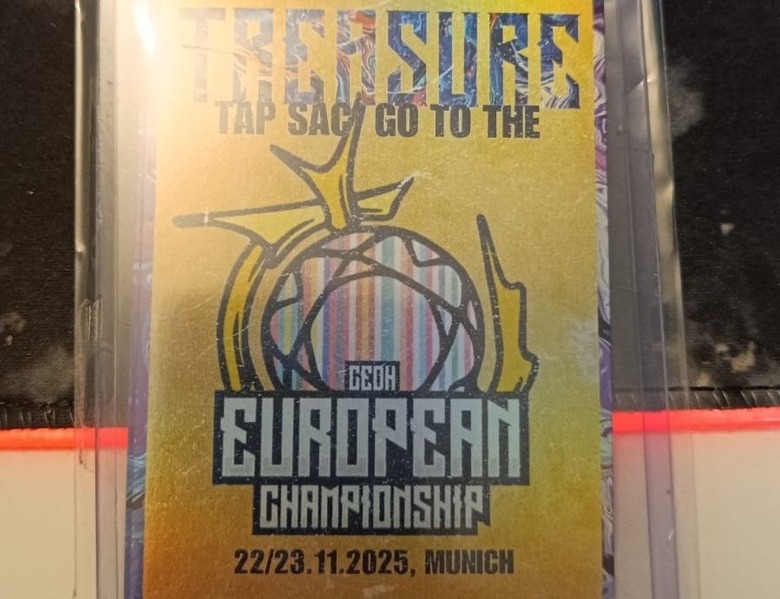 TREASURE
TAP SAC GO TO THE
CEDH
EUROPEAN
CHAMPIONSHIP
22/23.11.2025, MUNICH